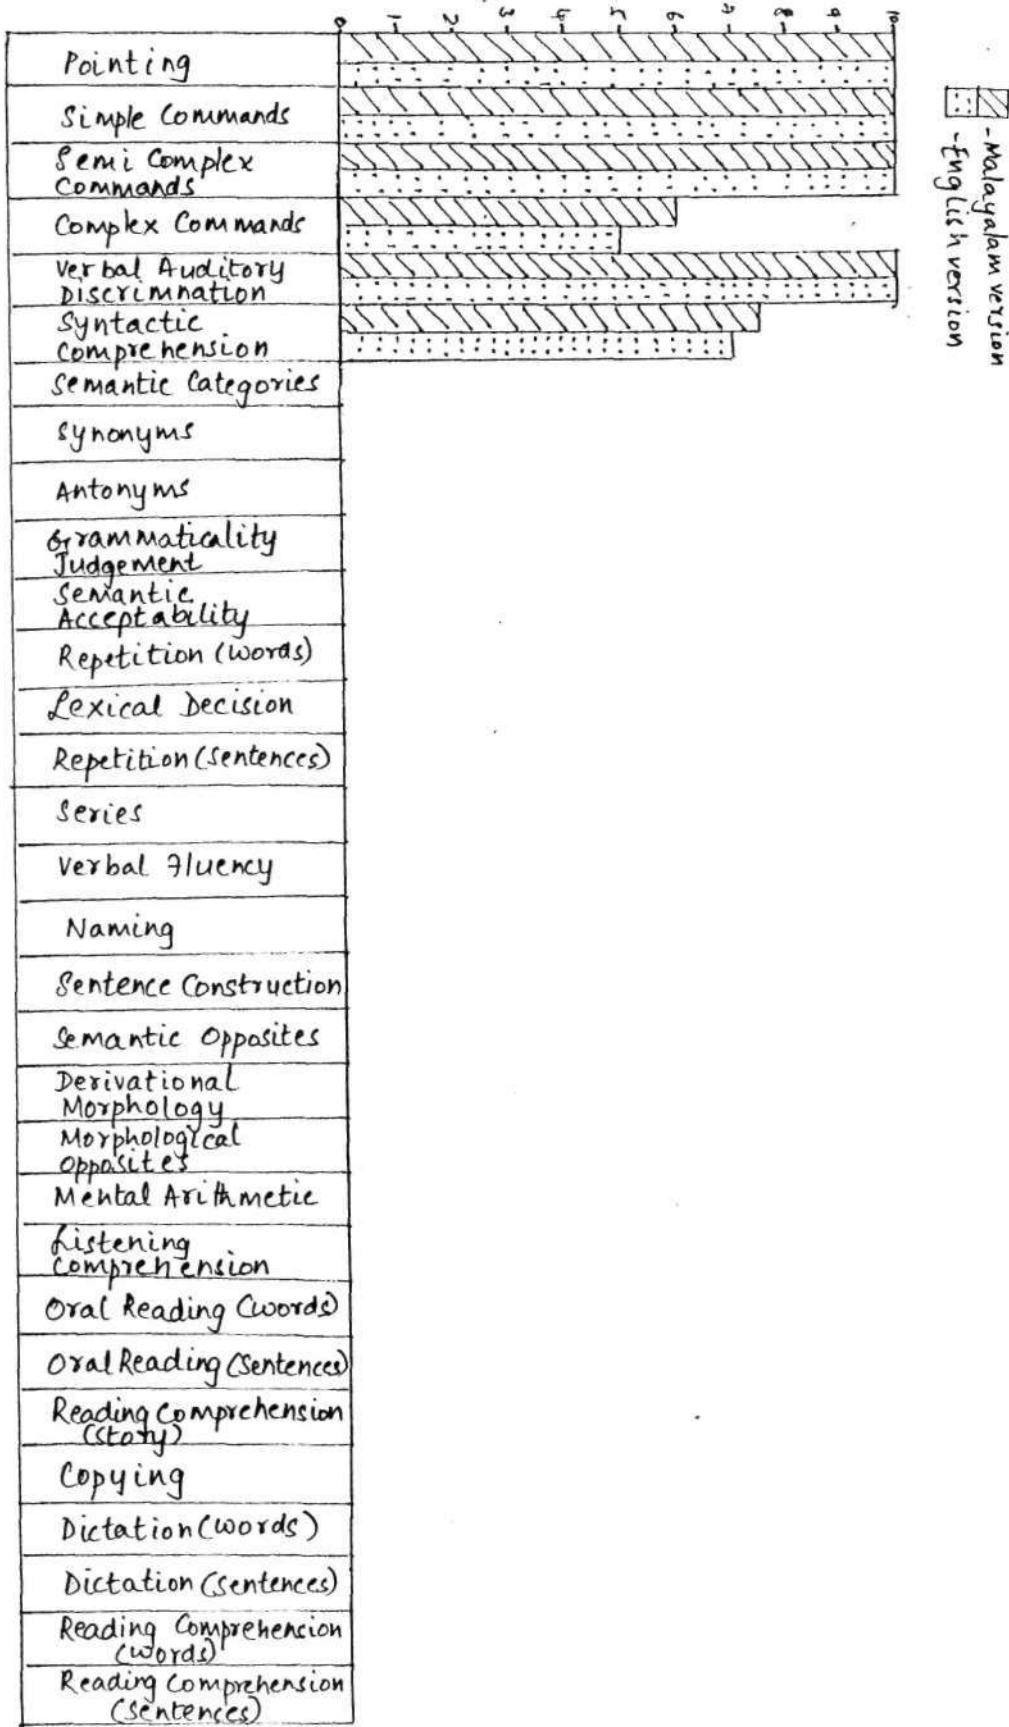 0 1 2 3 4 5 6 7 8 9 10
- Malayalam version
- English version
Pointing
Simple Commands
Semi Complex
Commands
Complex Commands
Verbal Auditory
Discrimnation
Syntactic
Comprehension
Semantic Categories
Synonyms
Antonyms
Grammaticality
Judgement
Semantic
Acceptability
Repetition (words)
Lexical Decision
Repetition (sentences)
Series
Verbal Fluency
Naming
Sentence Construction
Semantic Opposites
Derivational
Morphology
Morphological
Opposites
Mental Arithmetic
Listening
Comprehension
Oral Reading (words)
Oral Reading (Sentences)
Reading Comprehension
(Story)
Copying
Dictation (words)
Dictation (sentences)
Reading Comprehension
(words)
Reading Comprehension
(sentences)